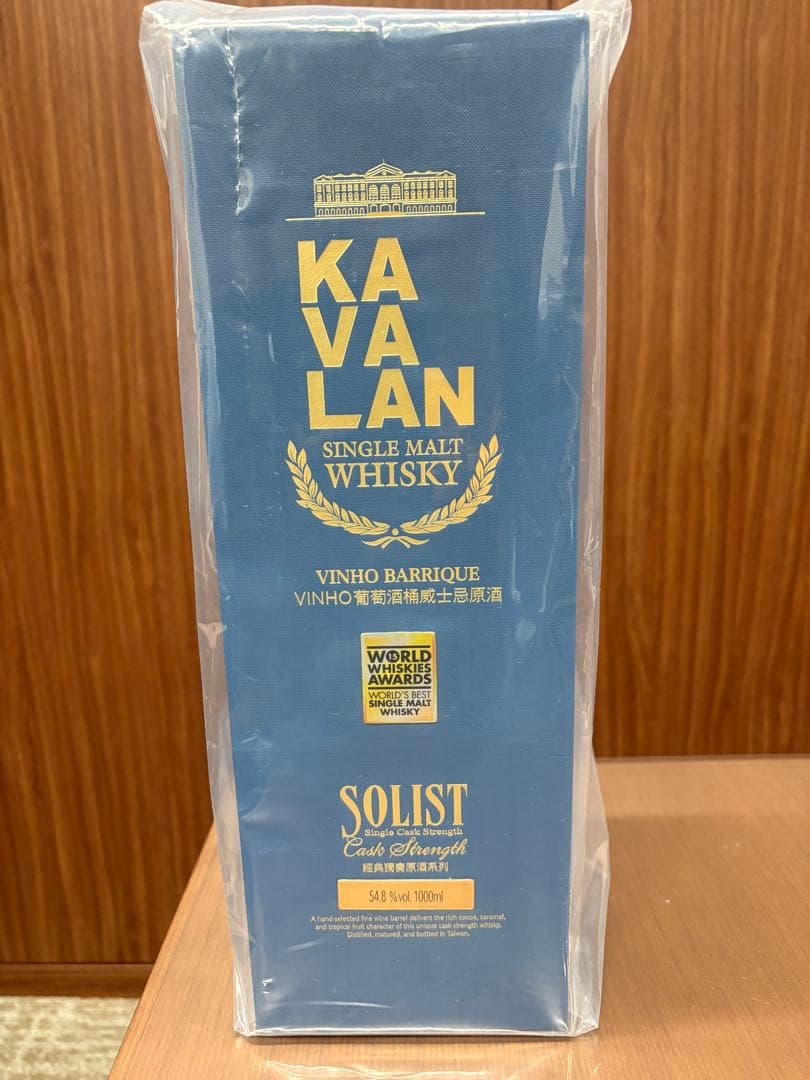 KA
VA
LAN
SINGLE MALT
WHISKY
VINHO BARRIQUE
VINHO葡萄酒桶威士忌原酒
15
WORLD
WHISKIES
AWARDS
WORLD'S BEST
SINGLE MALT
WHISKY
SOLIST
Single Cask Strength
Cask Strength
經典獨奏原酒系列
54.8 %vol. 1000ml
A hand-selected fine wine barrel delivers the rich cocoa, caramel,
and tropical fruit character of this unique cask strength whisky.
Distilled, matured, and bottled in Taiwan.